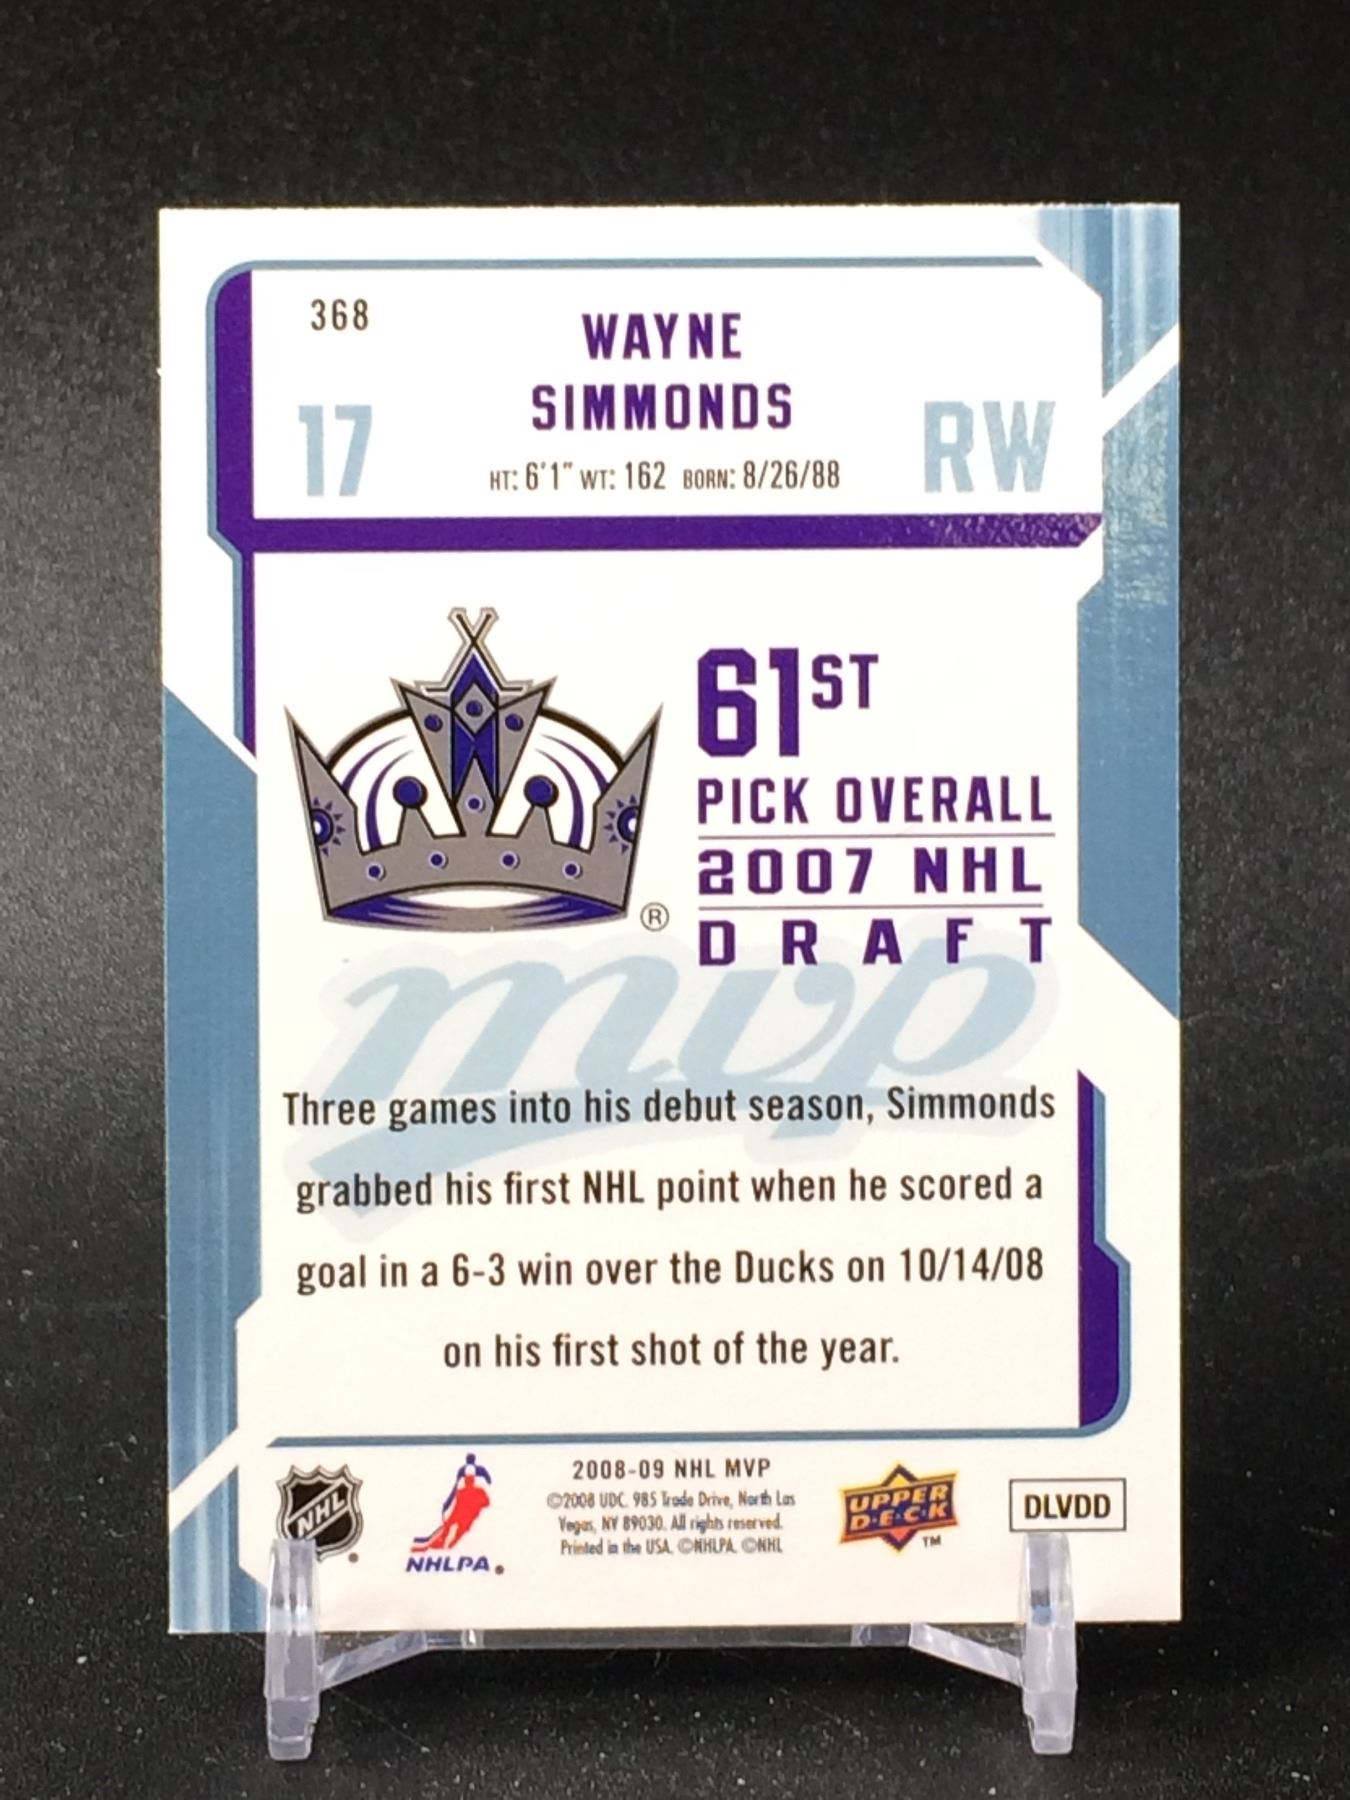 368
WAYNE
SIMMONDS
17
RW
HT: 6'1" WT: 162 BORN: 8/26/88
61ST
PICK OVERALL
2007 NHL
DRAFT
®
mvp
Three games into his debut season, Simmonds
grabbed his first NHL point when he scored a
goal in a 6-3 win over the Ducks on 10/14/08
on his first shot of the year.
NHL
NHLPA
2008-09 NHL MVP
©2008 UDC. 985 Trade Drive, North Las
Vegas, NV 89030. All rights reserved.
Printed in the USA. ©NHLPA. ©NHL
UPPER
D·E·C·K
TM
DLVDD